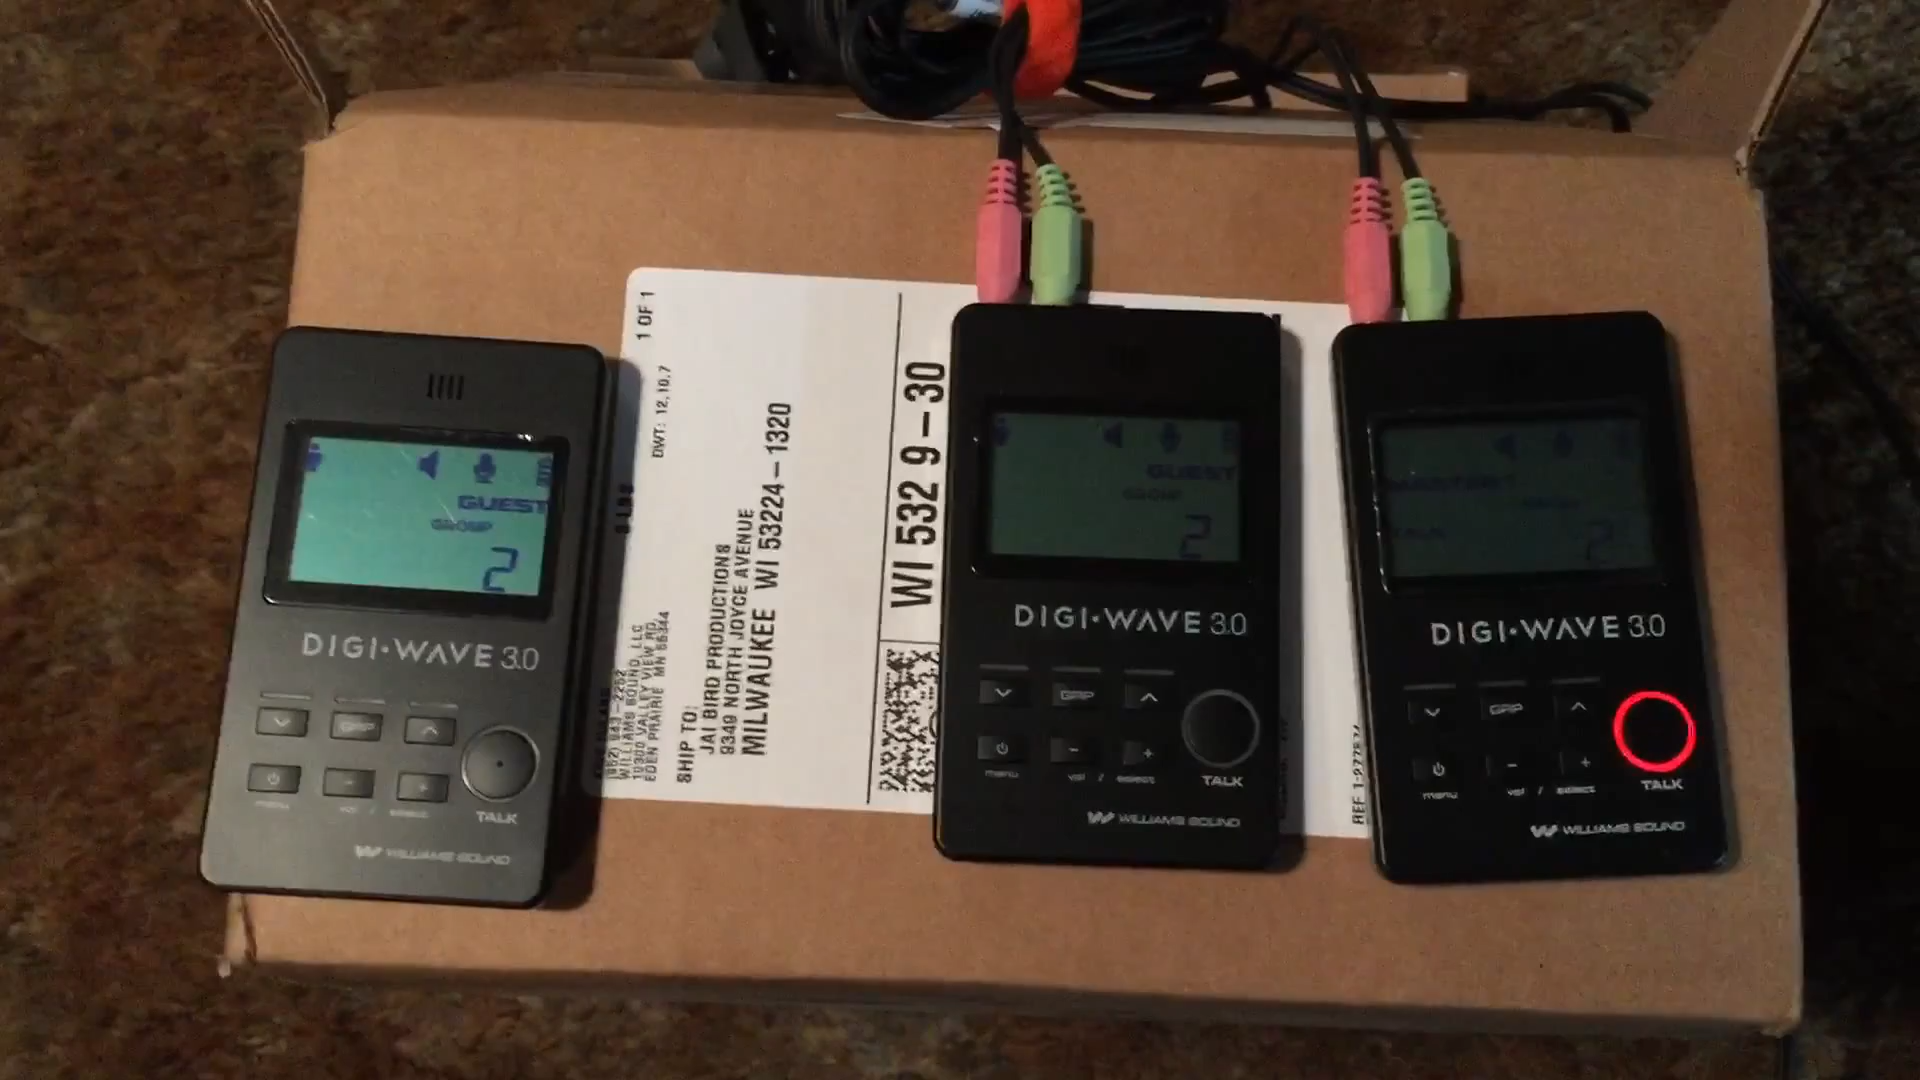 GUEST
GROUP
2
DIGI-WAVE 3.0
GRP
menu
vol / select
TALK
WILLIAMS SOUND
1 OF 1
DWT: 12,10,7
WILLIAMS SOUND, LLC
10300 VALLEY VIEW RD.
EDEN PRAIRIE MN 55344
SHIP TO:
JAI BIRD PRODUCTIONS
9349 NORTH JOYCE AVENUE
MILWAUKEE WI 53224-1320
WI 532 9-30
GUEST
GROUP
2
DIGI-WAVE 3.0
GRP
menu
vol / select
TALK
WILLIAMS SOUND
2
DIGI-WAVE 3.0
GRP
menu
vol / select
TALK
WILLIAMS SOUND